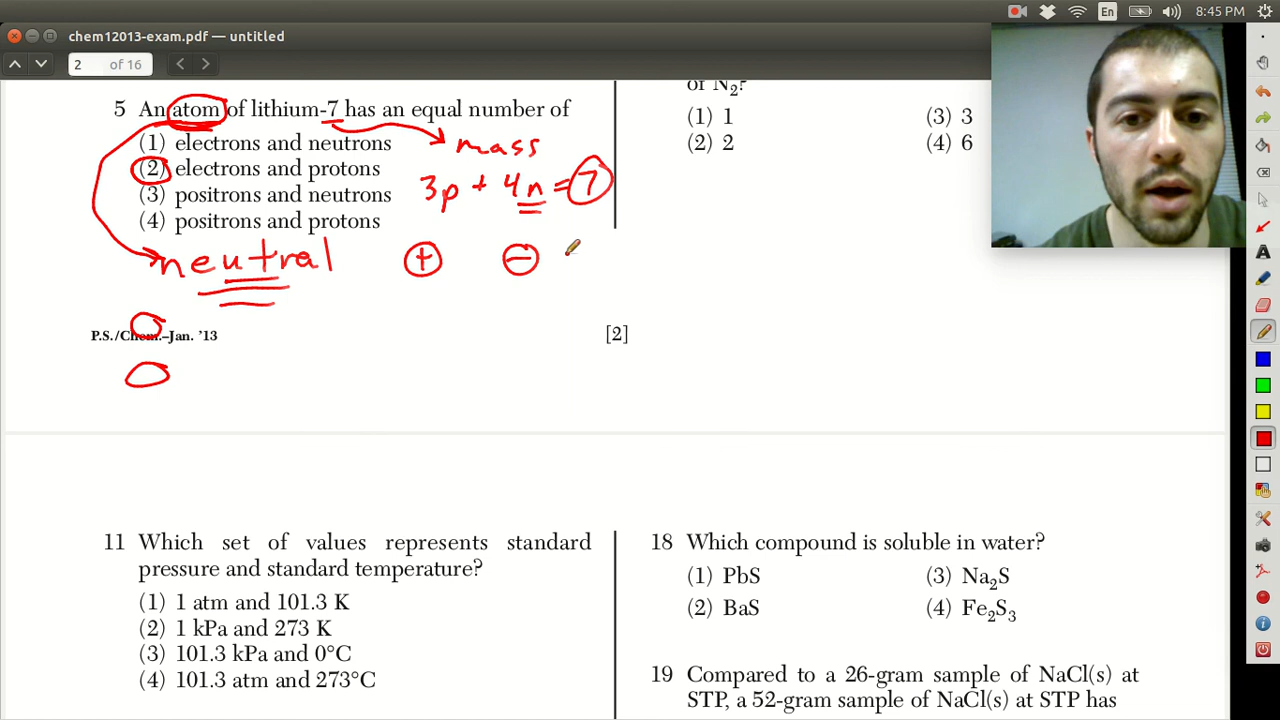 En 8:45 PM
chem12013-exam.pdf — untitled
2 of 16
5 An atom of lithium-7 has an equal number of
(1) electrons and neutrons
(2) electrons and protons
(3) positrons and neutrons
(4) positrons and protons
mass
3p + 4n = 7
neutral + −
P.S./Chem.–Jan. ’13 [2]
of N₂?
(1) 1 (3) 3
(2) 2 (4) 6
11 Which set of values represents standard
pressure and standard temperature?
(1) 1 atm and 101.3 K
(2) 1 kPa and 273 K
(3) 101.3 kPa and 0°C
(4) 101.3 atm and 273°C
18 Which compound is soluble in water?
(1) PbS (3) Na₂S
(2) BaS (4) Fe₂S₃
19 Compared to a 26-gram sample of NaCl(s) at
STP, a 52-gram sample of NaCl(s) at STP has